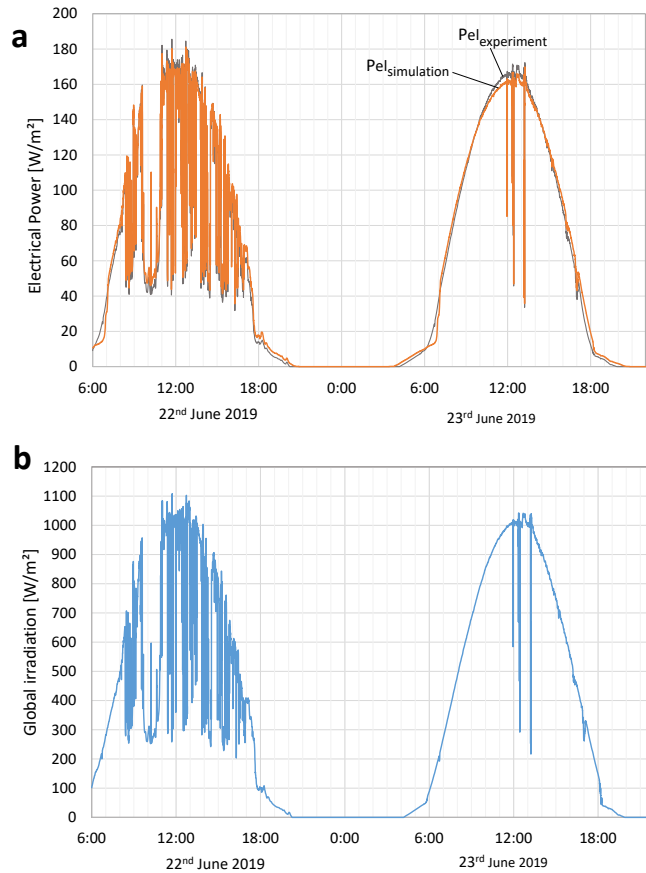 a
Electrical Power [W/m²]
200
180
160
140
120
100
80
60
40
20
0
Pel experiment
Pel simulation
6:00 12:00 18:00 0:00 6:00 12:00 18:00
22nd June 2019 23rd June 2019
b
Global irradiation [W/m²]
1200
1100
1000
900
800
700
600
500
400
300
200
100
0
6:00 12:00 18:00 0:00 6:00 12:00 18:00
22nd June 2019 23rd June 2019